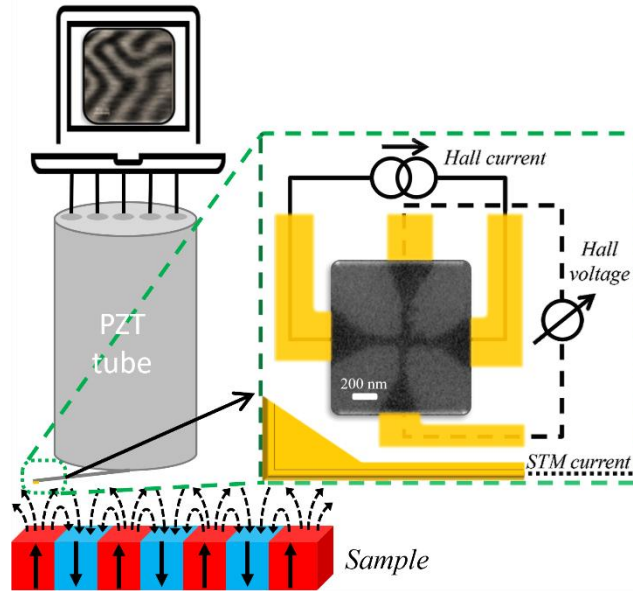 Hall current
Hall
voltage
PZT
tube
200 nm
STM current
Sample